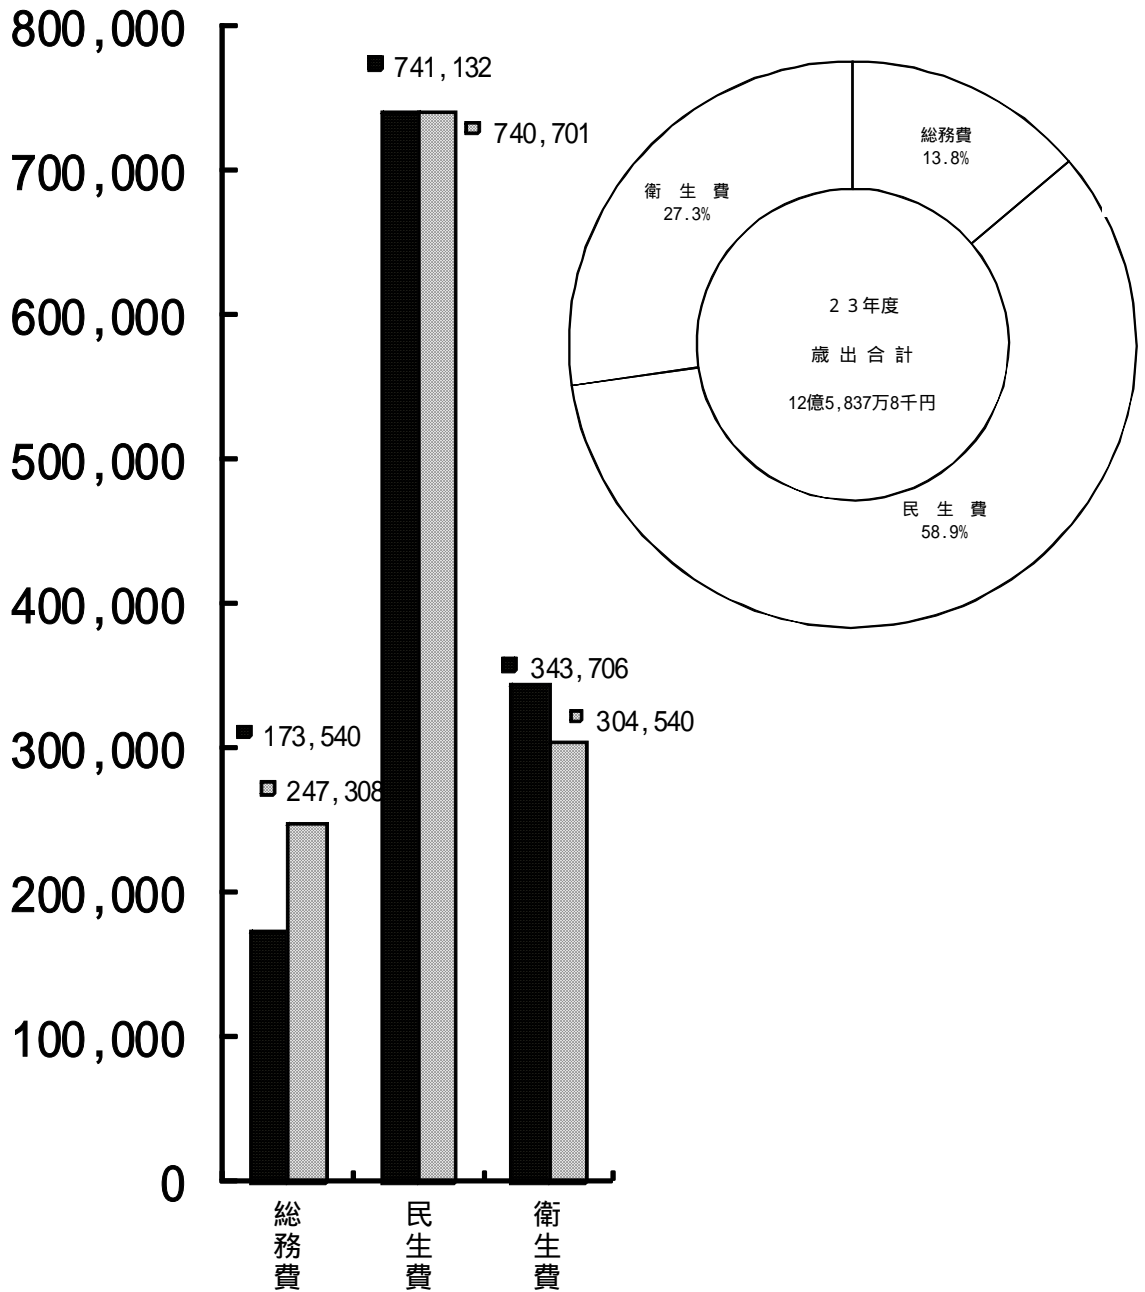 800,000
700,000
600,000
500,000
400,000
300,000
200,000
100,000
0
741,132
740,701
343,706
304,540
173,540
247,308
総務費
民生費
衛生費
総務費
13.8%
衛 生 費
27.3%
23年度
歳 出 合 計
12億5,837万8千円
民 生 費
58.9%